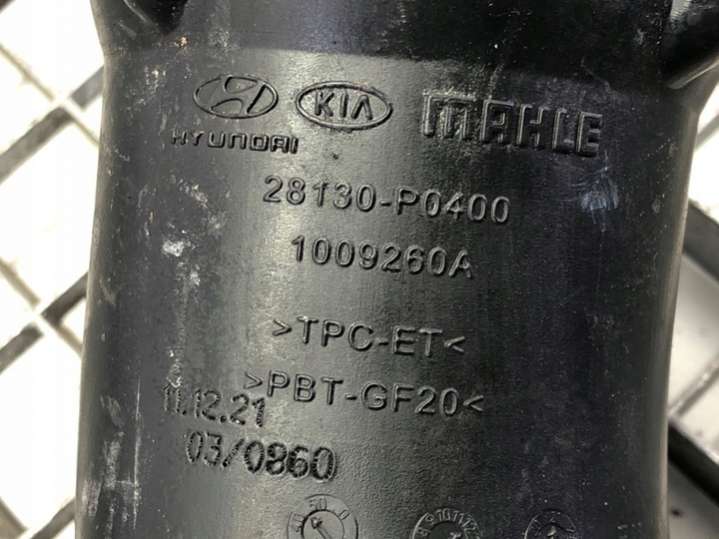 KIA MAHLE
HYUNDAI
28130-P0400
1009260A
>TPC-ET<
>PBT-GF20<
11.12.21
03/0860